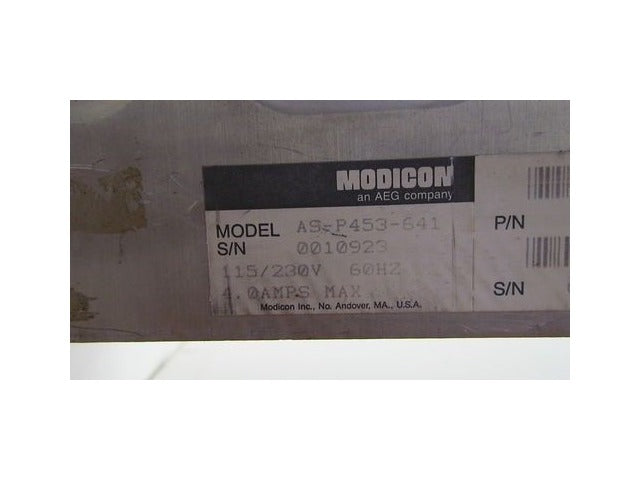 MODICON
an AEG company
MODEL AS-P453-641
S/N 0010923
115/230V 60HZ
4.0AMPS MAX
Modicon Inc., No. Andover, MA., U.S.A.
P/N
S/N